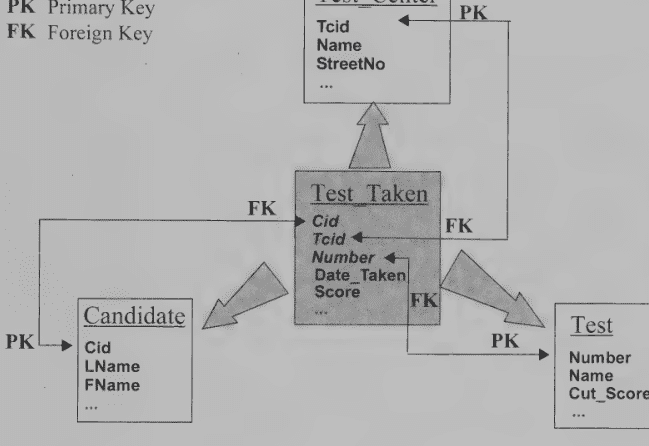 PK Primary Key
FK Foreign Key
Test_Center
PK
Tcid
Name
StreetNo
...
FK
Test_Taken
Cid
Tcid
Number
Date_Taken
Score
...
FK
FK
Candidate
PK
Cid
LName
FName
...
Test
PK
Number
Name
Cut_Score
...